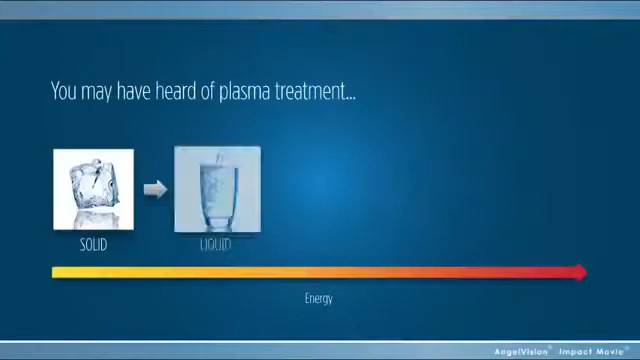 You may have heard of plasma treatment...
SOLID
LIQUID
Energy
AngelVision® Impact Movie®